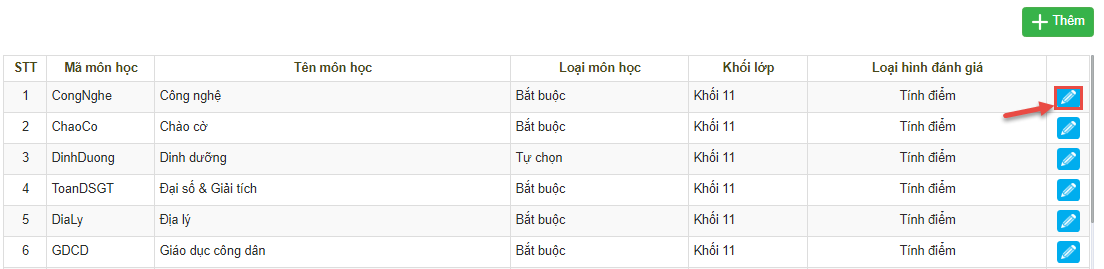 Thêm
STT Mã môn học Tên môn học Loại môn học Khối lớp Loại hình đánh giá
1 CongNghe Công nghệ Bắt buộc Khối 11 Tính điểm
2 ChaoCo Chào cờ Bắt buộc Khối 11 Tính điểm
3 DinhDuong Dinh dưỡng Tự chọn Khối 11 Tính điểm
4 ToanDSGT Đại số & Giải tích Bắt buộc Khối 11 Tính điểm
5 DiaLy Địa lý Bắt buộc Khối 11 Tính điểm
6 GDCD Giáo dục công dân Bắt buộc Khối 11 Tính điểm